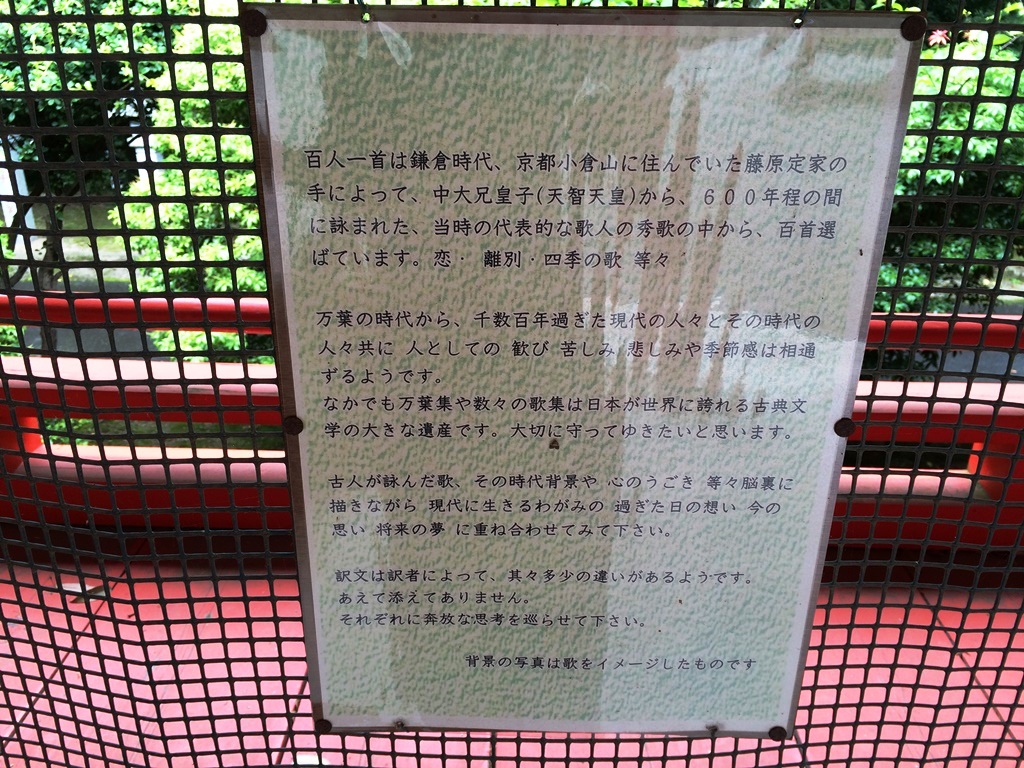 百人一首は鎌倉時代、京都小倉山に住んでいた藤原定家の
手によって、中大兄皇子(天智天皇)から、６００年程の間
に詠まれた、当時の代表的な歌人の秀歌の中から、百首選
ばています。恋・ 離別・四季の歌 等々
万葉の時代から、千数百年過ぎた現代の人々とその時代の
人々共に 人としての 歓び 苦しみ 悲しみや季節感は相通
ずるようです。
なかでも万葉集や数々の歌集は日本が世界に誇れる古典文
学の大きな遺産です。大切に守ってゆきたいと思います。
古人が詠んだ歌、その時代背景や 心のうごき 等々脳裏に
描きながら 現代に生きるわがみの 過ぎた日の想い 今の
思い 将来の夢 に重ね合わせてみて下さい。
訳文は訳者によって、其々多少の違いがあるようです。
あえて添えてありません。
それぞれに奔放な思考を巡らせて下さい。
背景の写真は歌をイメージしたものです